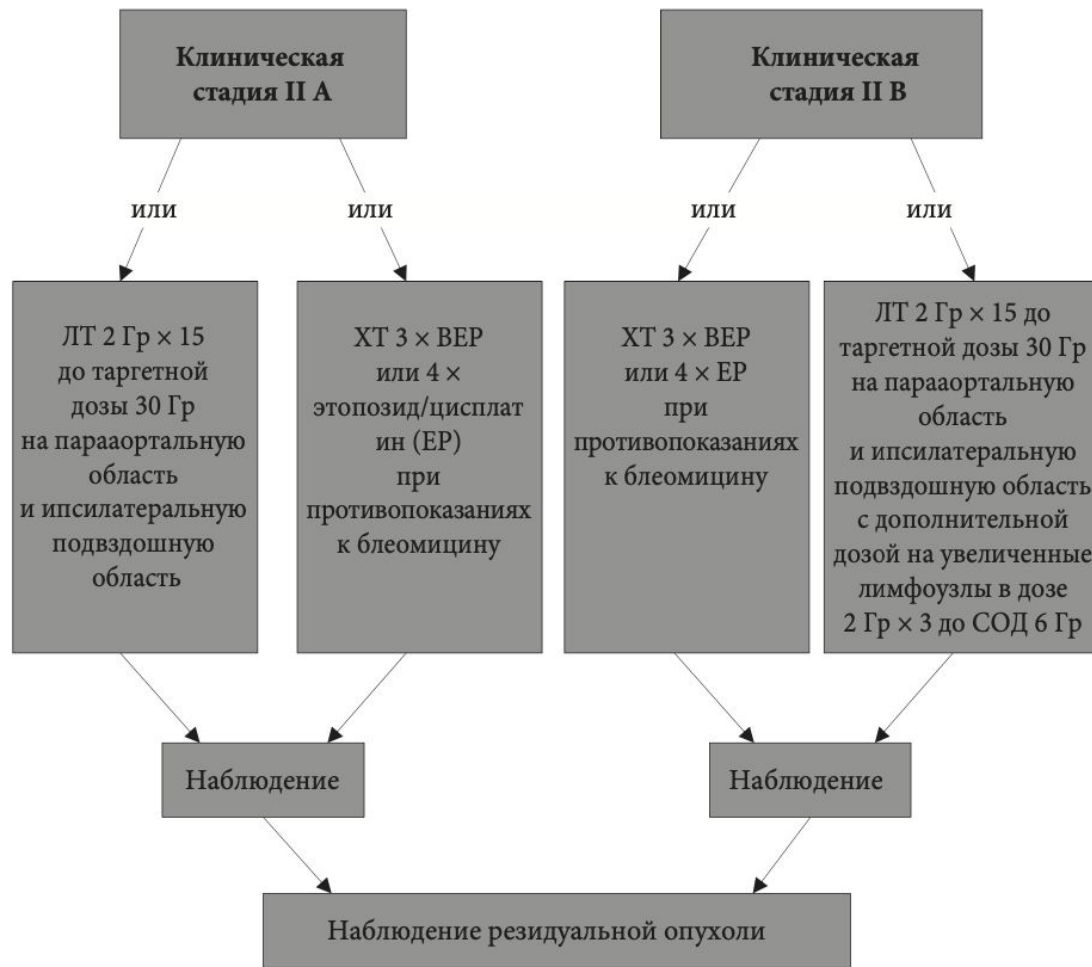 Клиническая
стадия II A
Клиническая
стадия II B
или
или
или
или
ЛТ 2 Гр × 15
до таргетной
дозы 30 Гр
на парааортальную
область
и ипсилатеральную
подвздошную
область
ХТ 3 × BEP
или 4 ×
этопозид/цисплат
ин (EP)
при
противопоказаниях
к блеомицину
ХТ 3 × BEP
или 4 × EP
при
противопоказаниях
к блеомицину
ЛТ 2 Гр × 15 до
таргетной дозы 30 Гр
на парааортальную
область
и ипсилатеральную
подвздошную область
с дополнительной
дозой на увеличенные
лимфоузлы в дозе
2 Гр × 3 до СОД 6 Гр
Наблюдение
Наблюдение
Наблюдение резидуальной опухоли